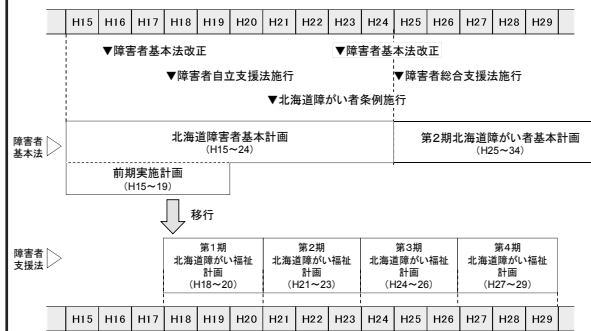 H15 H16 H17 H18 H19 H20 H21 H22 H23 H24 H25 H26 H27 H28 H29
▼障害者基本法改正
▼障害者基本法改正
▼障害者自立支援法施行
▼障害者総合支援法施行
▼北海道障がい者条例施行
障害者
基本法
北海道障害者基本計画
(H15～24)
第2期北海道障がい者基本計画
(H25～34)
前期実施計画
(H15～19)
移行
障害者
支援法
第1期
北海道障がい福祉
計画
(H18～20)
第2期
北海道障がい福祉
計画
(H21～23)
第3期
北海道障がい福祉
計画
(H24～26)
第4期
北海道障がい福祉
計画
(H27～29)
H15 H16 H17 H18 H19 H20 H21 H22 H23 H24 H25 H26 H27 H28 H29